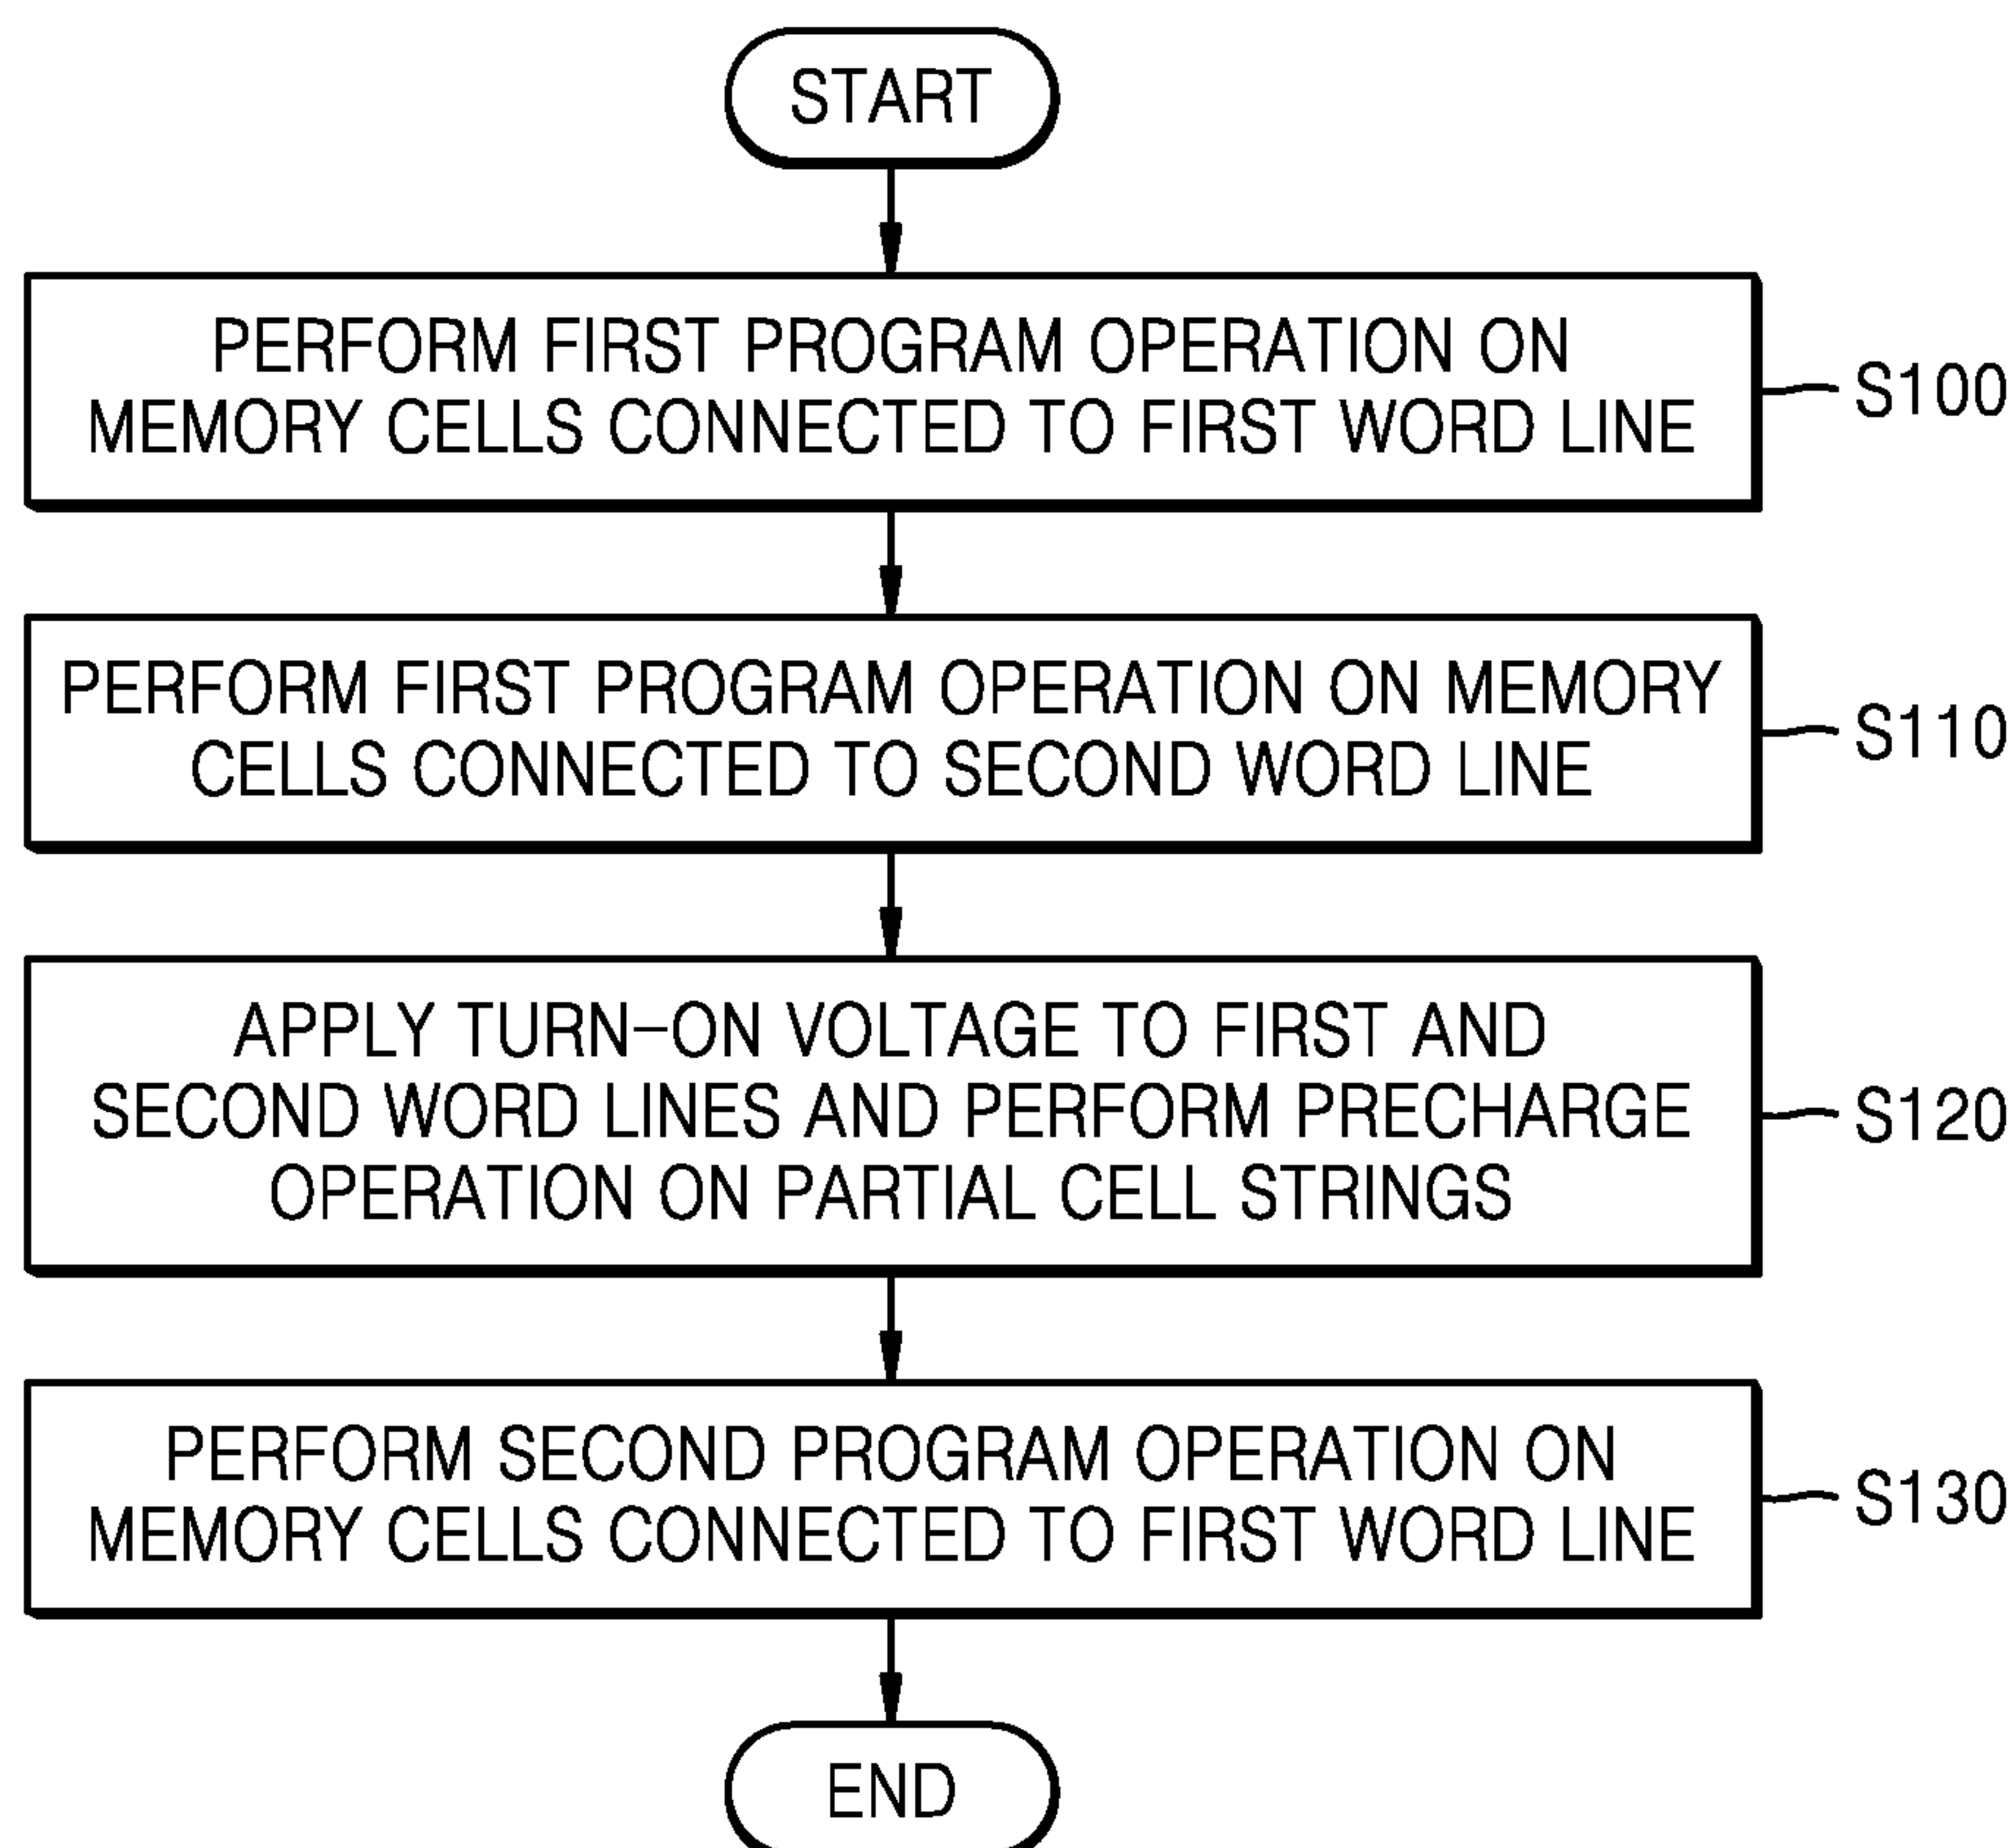 START
PERFORM FIRST PROGRAM OPERATION ON
MEMORY CELLS CONNECTED TO FIRST WORD LINE
S100
PERFORM FIRST PROGRAM OPERATION ON MEMORY
CELLS CONNECTED TO SECOND WORD LINE
S110
APPLY TURN-ON VOLTAGE TO FIRST AND
SECOND WORD LINES AND PERFORM PRECHARGE
OPERATION ON PARTIAL CELL STRINGS
S120
PERFORM SECOND PROGRAM OPERATION ON
MEMORY CELLS CONNECTED TO FIRST WORD LINE
S130
END